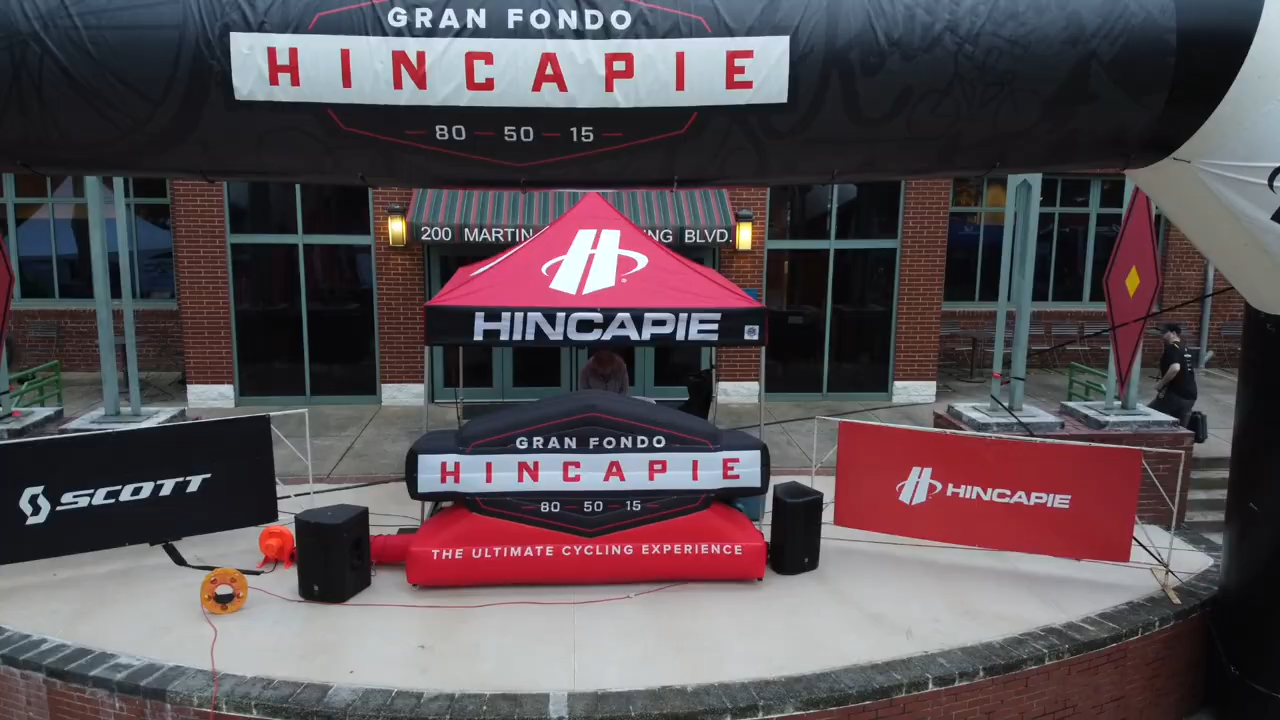 GRAN FONDO
HINCAPIE
80 — 50 — 15
200 MARTIN
NG BLVD.
HINCAPIE
GRAN FONDO
HINCAPIE
80 — 50 — 15
THE ULTIMATE CYCLING EXPERIENCE
SCOTT
HINCAPIE